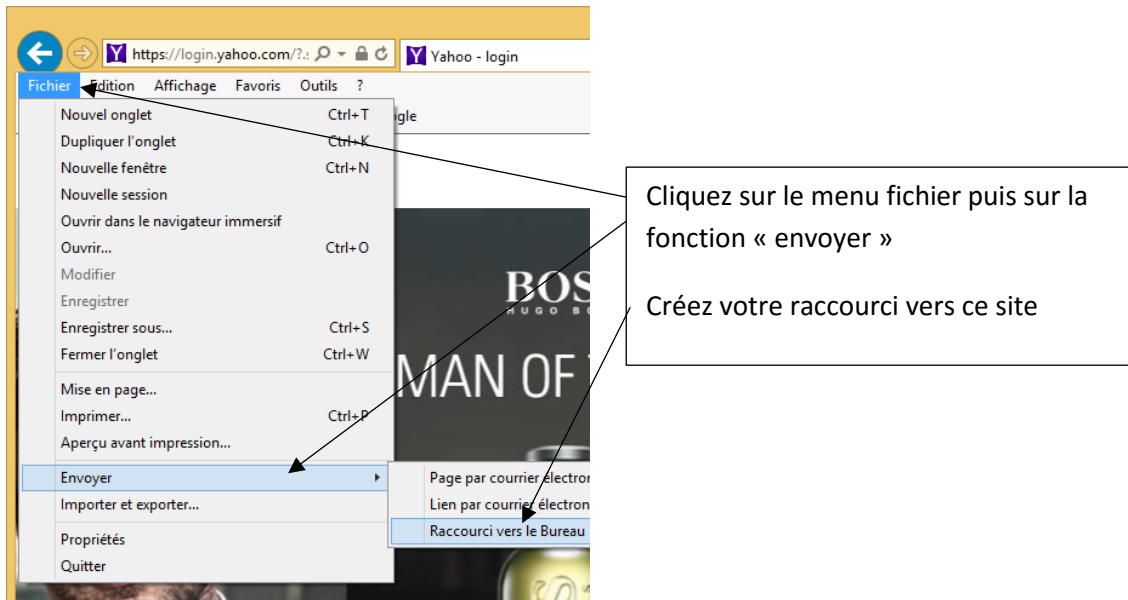 https://login.yahoo.com/?.:
Yahoo - login
Fichier Edition Affichage Favoris Outils ?
Nouvel onglet Ctrl+T
Dupliquer l'onglet Ctrl+K
Nouvelle fenêtre Ctrl+N
Nouvelle session
Ouvrir dans le navigateur immersif
Ouvrir... Ctrl+O
Modifier
Enregistrer
Enregistrer sous... Ctrl+S
Fermer l'onglet Ctrl+W
Mise en page...
Imprimer... Ctrl+P
Aperçu avant impression...
Envoyer
Importer et exporter...
Propriétés
Quitter
Page par courrier électron
Lien par courrier électron
Raccourci vers le Bureau
BOS
HUGO BO
MAN OF
Cliquez sur le menu fichier puis sur la
fonction « envoyer »
Créez votre raccourci vers ce site